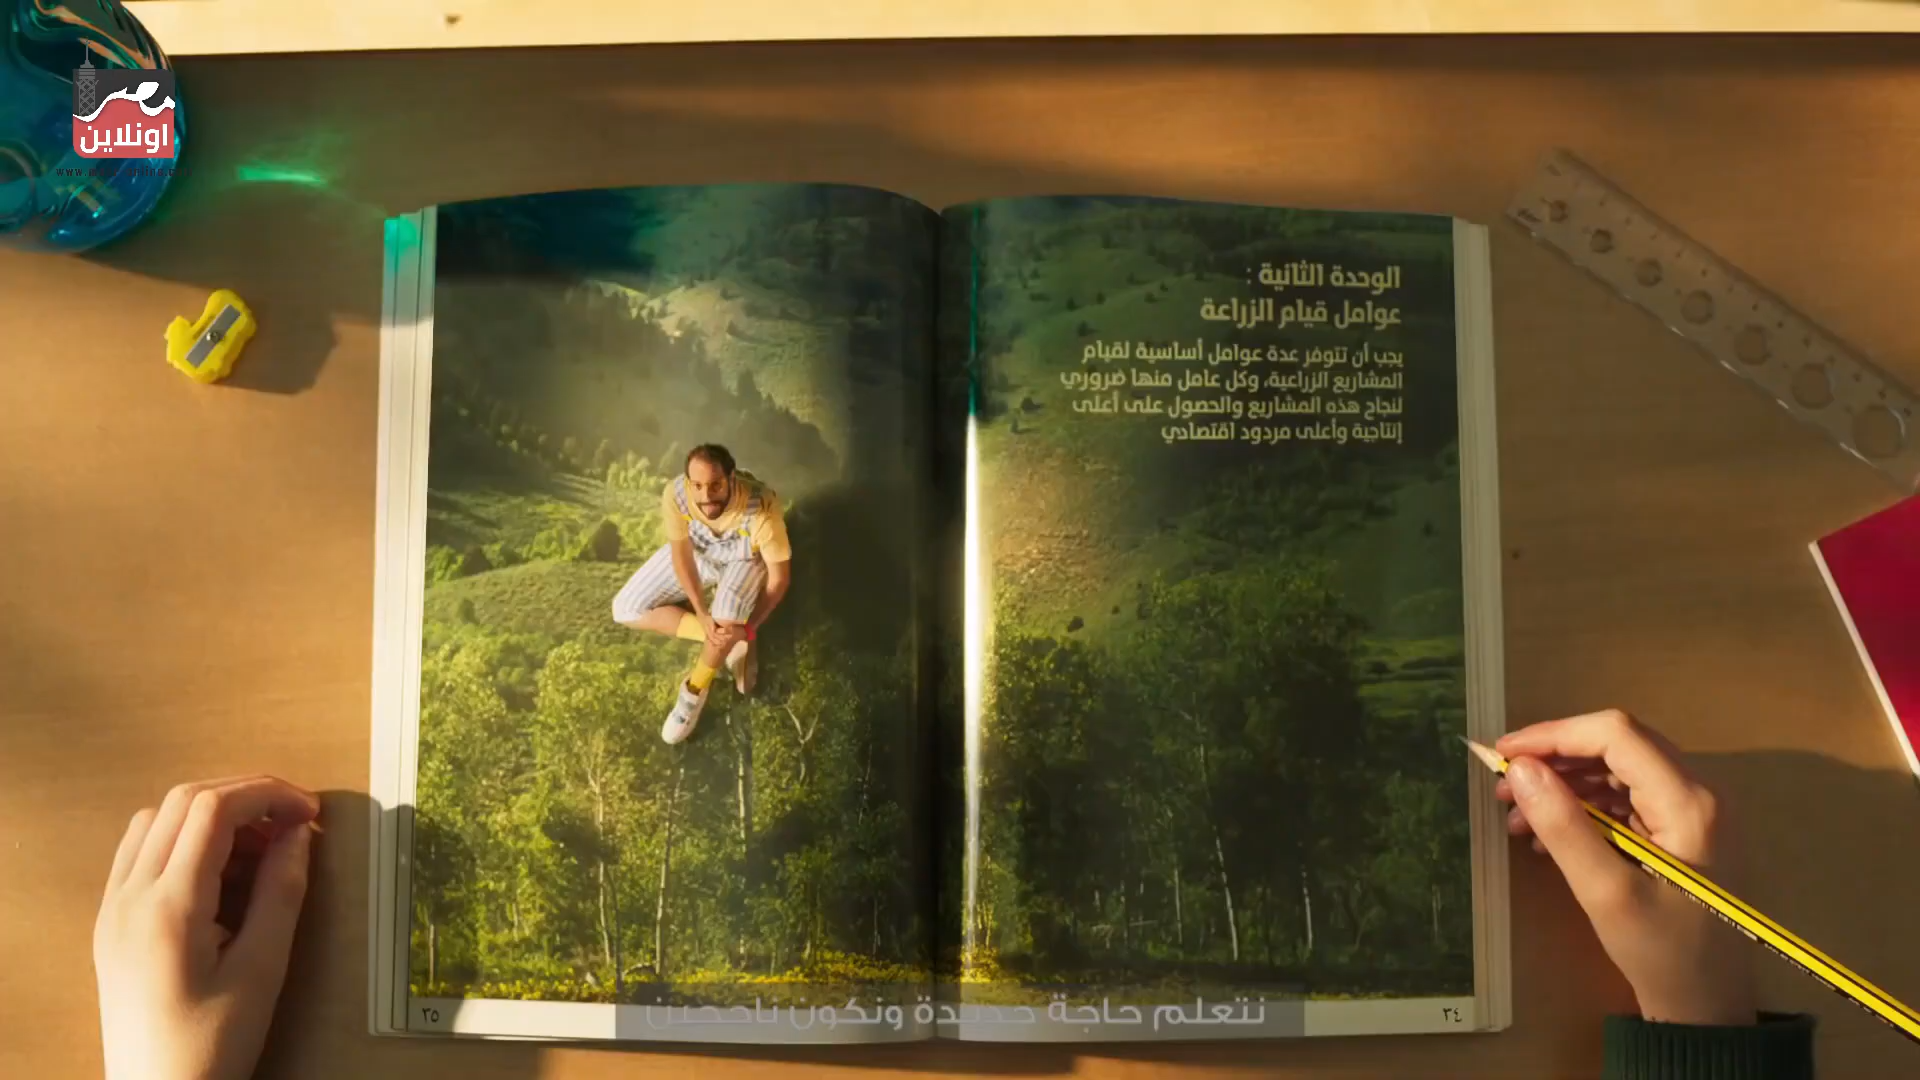 مصر
اونلاين
الوحدة الثانية :
عوامل قيام الزراعة
يجب أن تتوفر عدة عوامل أساسية لقيام
المشاريع الزراعية، وكل عامل منها ضروري
لنجاح هذه المشاريع والحصول على أعلى
إنتاجية وأعلى مردود اقتصادي
نتعلم حاجة جديدة ونكون ناجحين
٣٥
٣٤